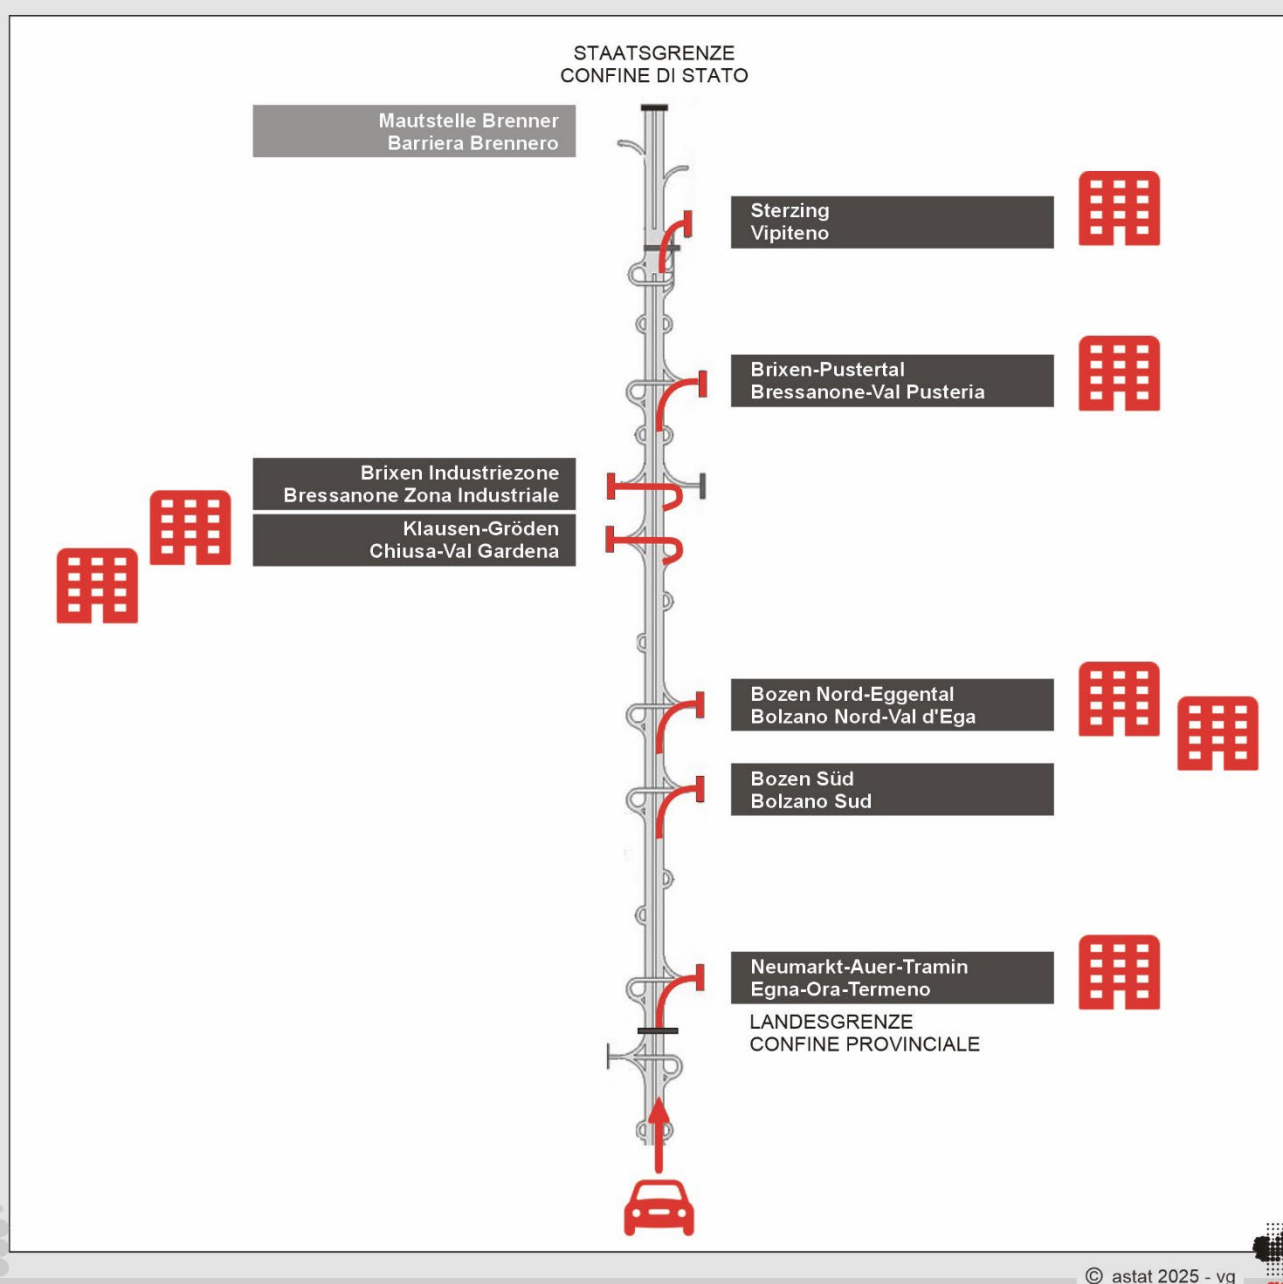 STAATSGRENZE
CONFINE DI STATO
Mautstelle Brenner
Barriera Brennero
Sterzing
Vipiteno
Brixen-Pustertal
Bressanone-Val Pusteria
Brixen Industriezone
Bressanone Zona Industriale
Klausen-Gröden
Chiusa-Val Gardena
Bozen Nord-Eggental
Bolzano Nord-Val d'Ega
Bozen Süd
Bolzano Sud
Neumarkt-Auer-Tramin
Egna-Ora-Termeno
LANDESGRENZE
CONFINE PROVINCIALE
© astat 2025 - vg